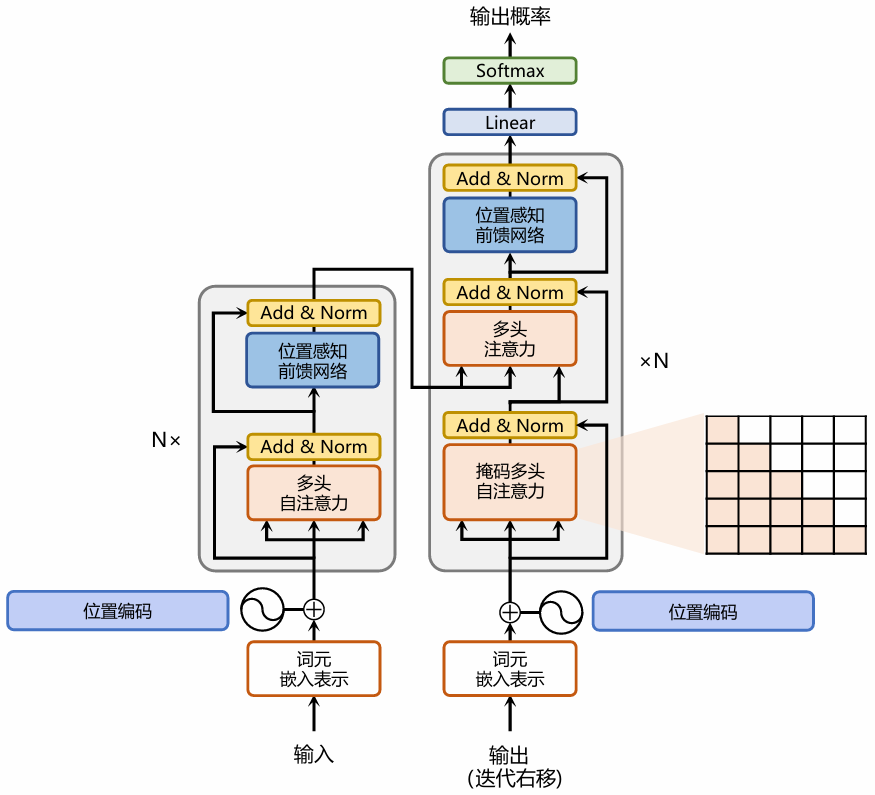 输出概率
Softmax
Linear
Add & Norm
位置感知
前馈网络
Add & Norm
多头
注意力
×N
Add & Norm
掩码多头
自注意力
Add & Norm
位置感知
前馈网络
N×
Add & Norm
多头
自注意力
位置编码
位置编码
词元
嵌入表示
词元
嵌入表示
输入
输出
(迭代右移)